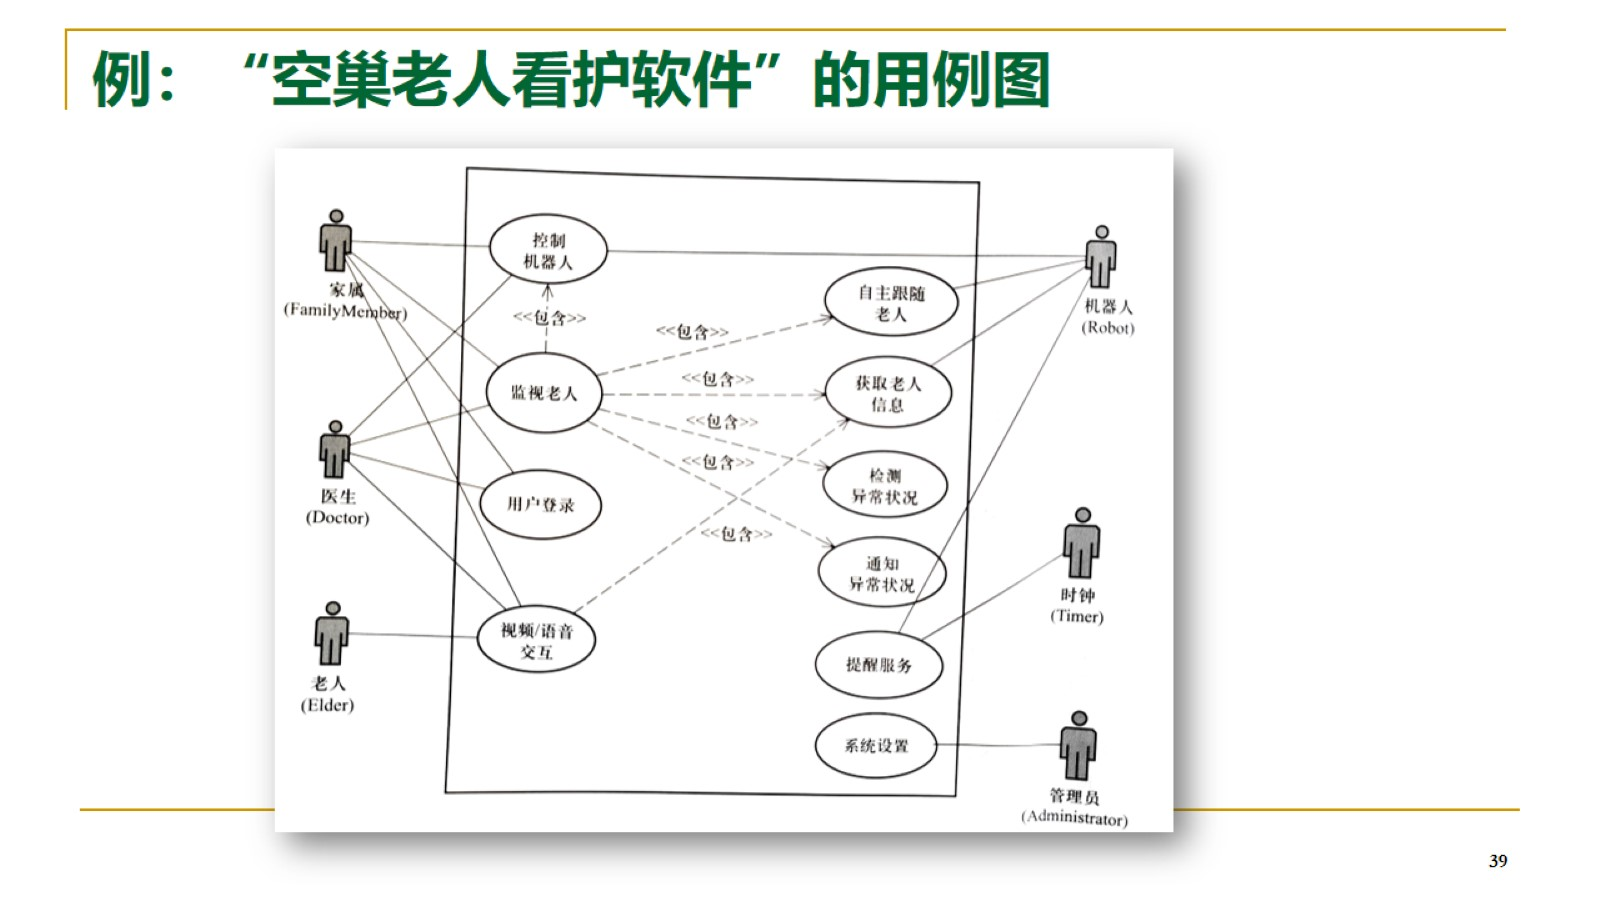 例：“空巢老人看护软件”的用例图
家属
(FamilyMember)
医生
(Doctor)
老人
(Elder)
控制
机器人
<<包含>>
监视老人
用户登录
视频/语音
交互
<<包含>>
<<包含>>
<<包含>>
<<包含>>
<<包含>>
自主跟随
老人
获取老人
信息
检测
异常状况
通知
异常状况
提醒服务
系统设置
机器人
(Robot)
时钟
(Timer)
管理员
(Administrator)
39